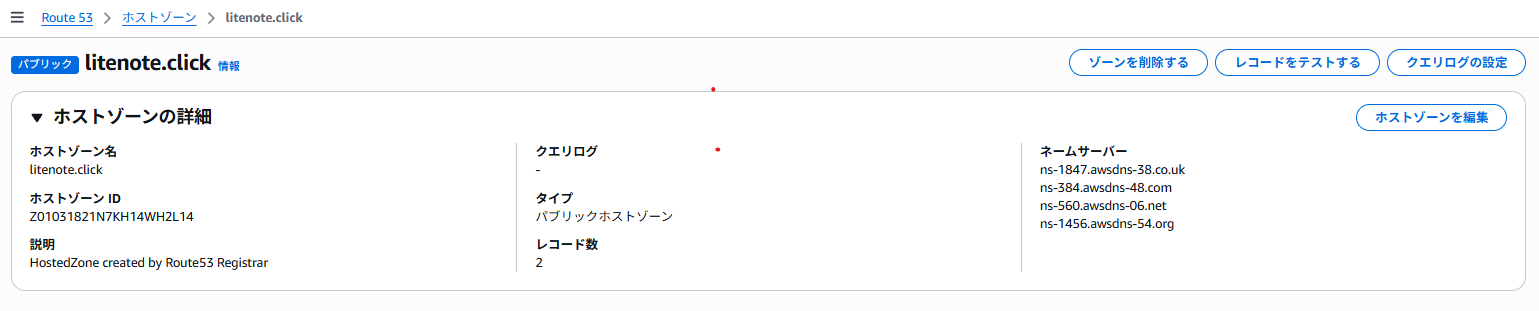 Route 53 > ホストゾーン > litenote.click
パブリック litenote.click 情報
ゾーンを削除する
レコードをテストする
クエリログの設定
ホストゾーンの詳細
ホストゾーンを編集
ホストゾーン名
litenote.click
ホストゾーン ID
Z01031821N7KH14WH2L14
説明
HostedZone created by Route53 Registrar
クエリログ
-
タイプ
パブリックホストゾーン
レコード数
2
ネームサーバー
ns-1847.awsdns-38.co.uk
ns-384.awsdns-48.com
ns-560.awsdns-06.net
ns-1456.awsdns-54.org